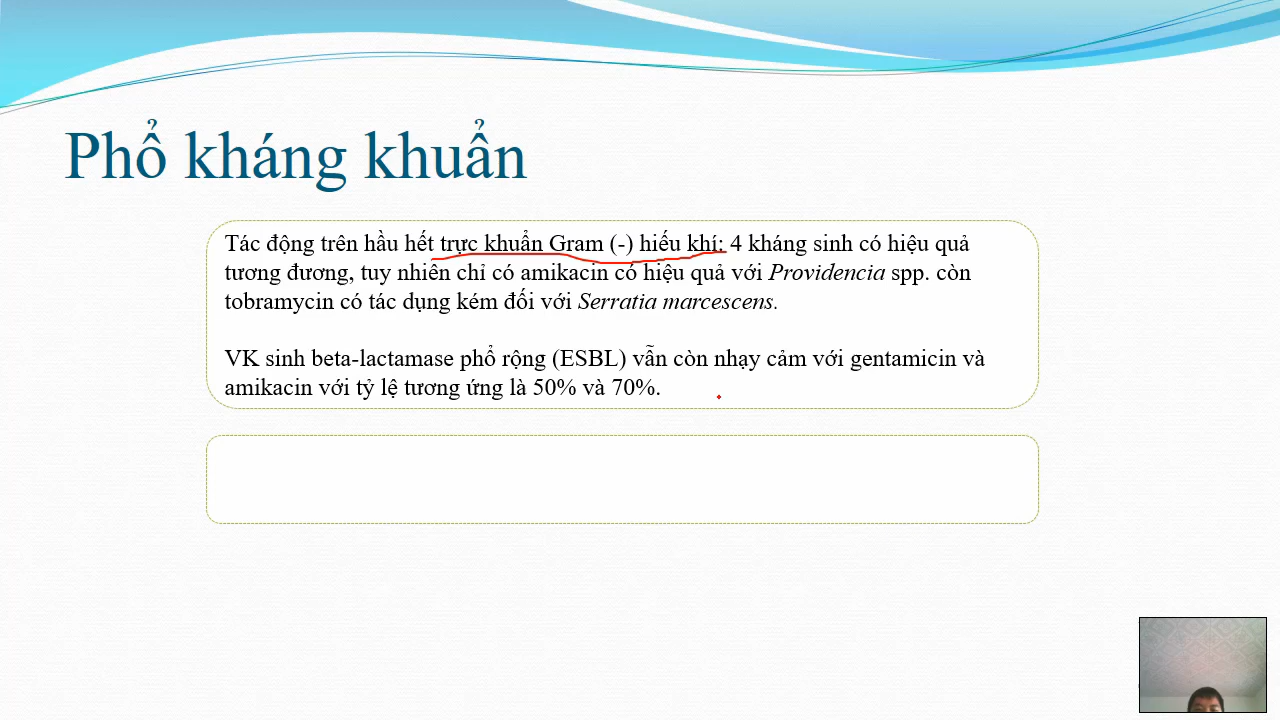 Phổ kháng khuẩn
Tác động trên hầu hết trực khuẩn Gram (-) hiếu khí: 4 kháng sinh có hiệu quả
tương đương, tuy nhiên chỉ có amikacin có hiệu quả với Providencia spp. còn
tobramycin có tác dụng kém đối với Serratia marcescens.
VK sinh beta-lactamase phổ rộng (ESBL) vẫn còn nhạy cảm với gentamicin và
amikacin với tỷ lệ tương ứng là 50% và 70%.